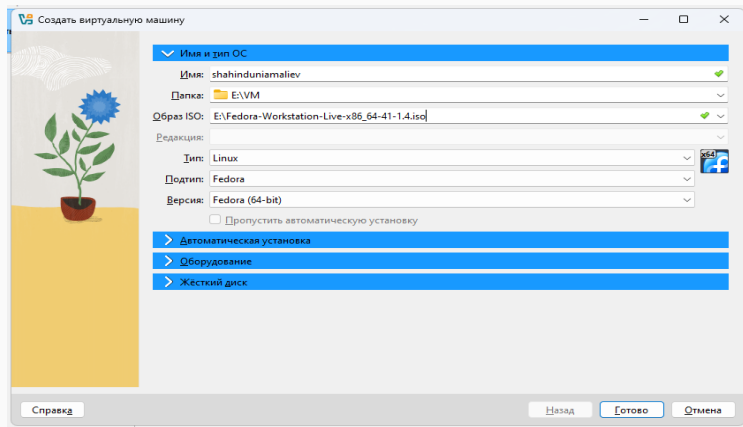 Создать виртуальную машину
Имя и тип ОС
Имя: shahinduniamaliev
Папка: E:\VM
Образ ISO: E:\Fedora-Workstation-Live-x86_64-41-1.4.iso
Редакция:
Тип: Linux
x64
Подтип: Fedora
Версия: Fedora (64-bit)
Пропустить автоматическую установку
Автоматическая установка
Оборудование
Жёсткий диск
Справка Назад Готово Отмена